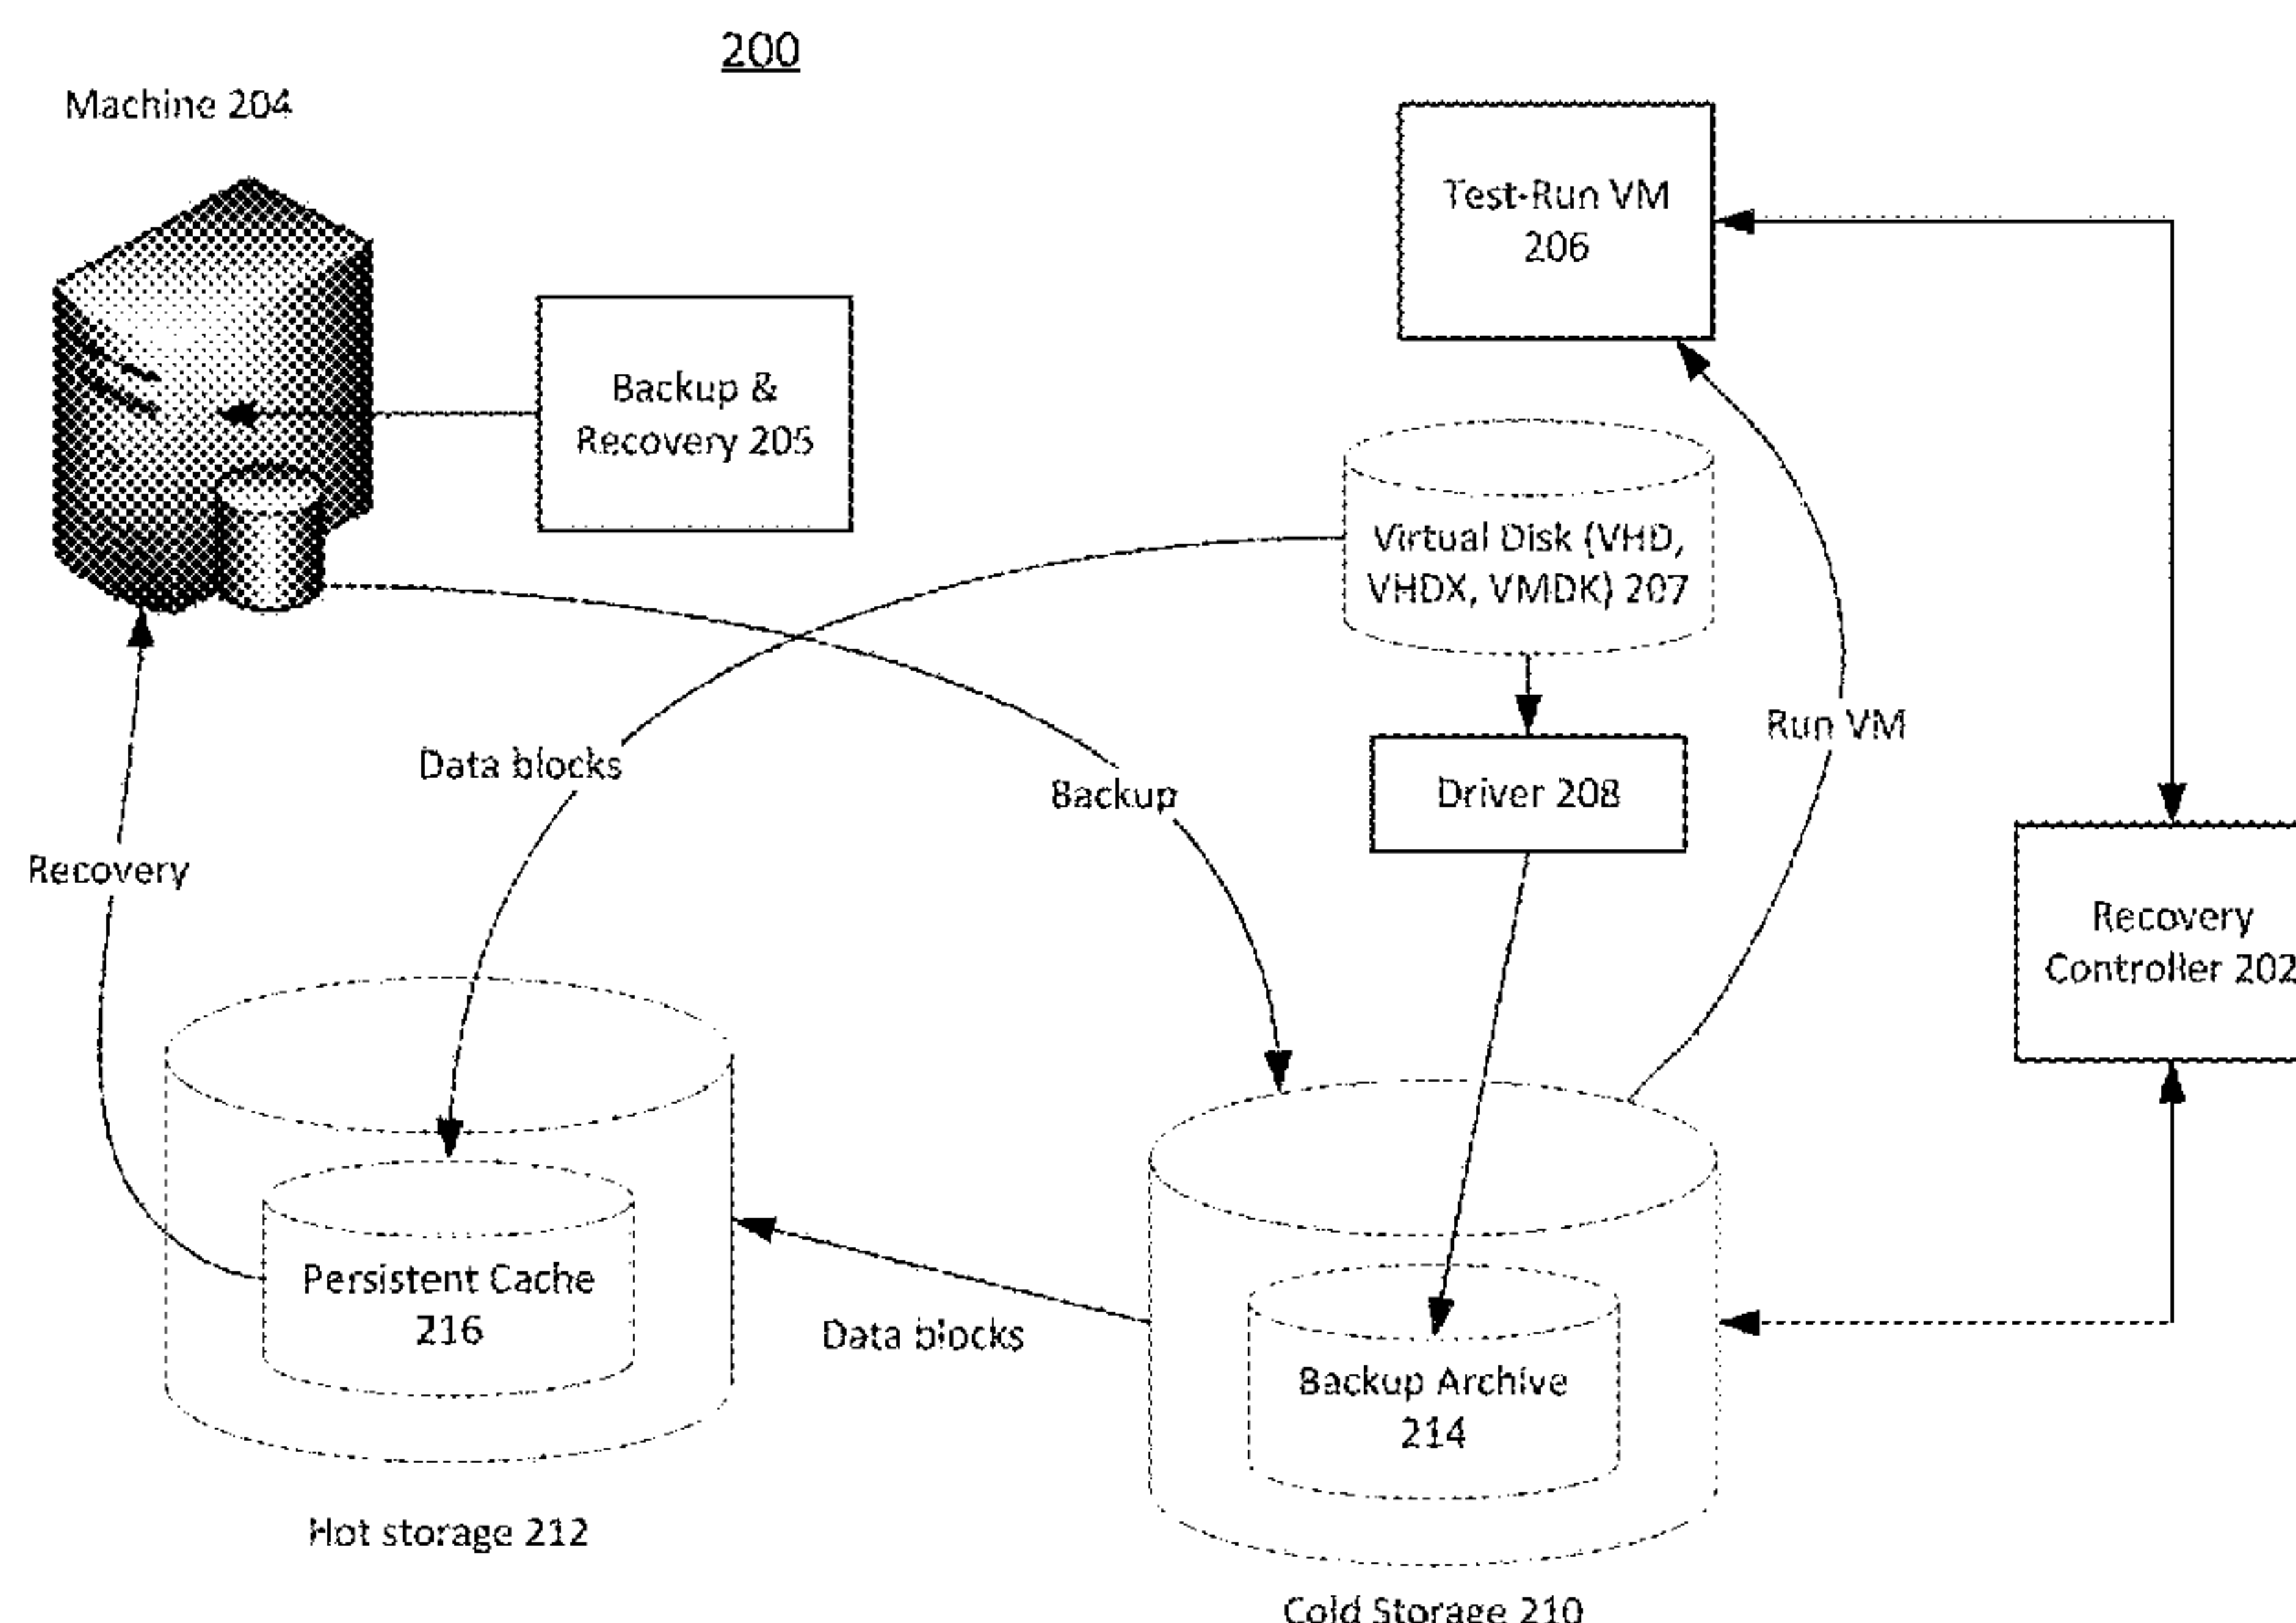 200
Machine 204
Test-Run VM
206
Backup &
Recovery 205
Virtual Disk (VHD,
VHDX, VMDK) 207
Run VM
Data blocks
Backup
Driver 208
Recovery
Recovery
Controller 202
Persistent Cache
216
Data blocks
Backup Archive
214
Hot storage 212
Cold Storage 210